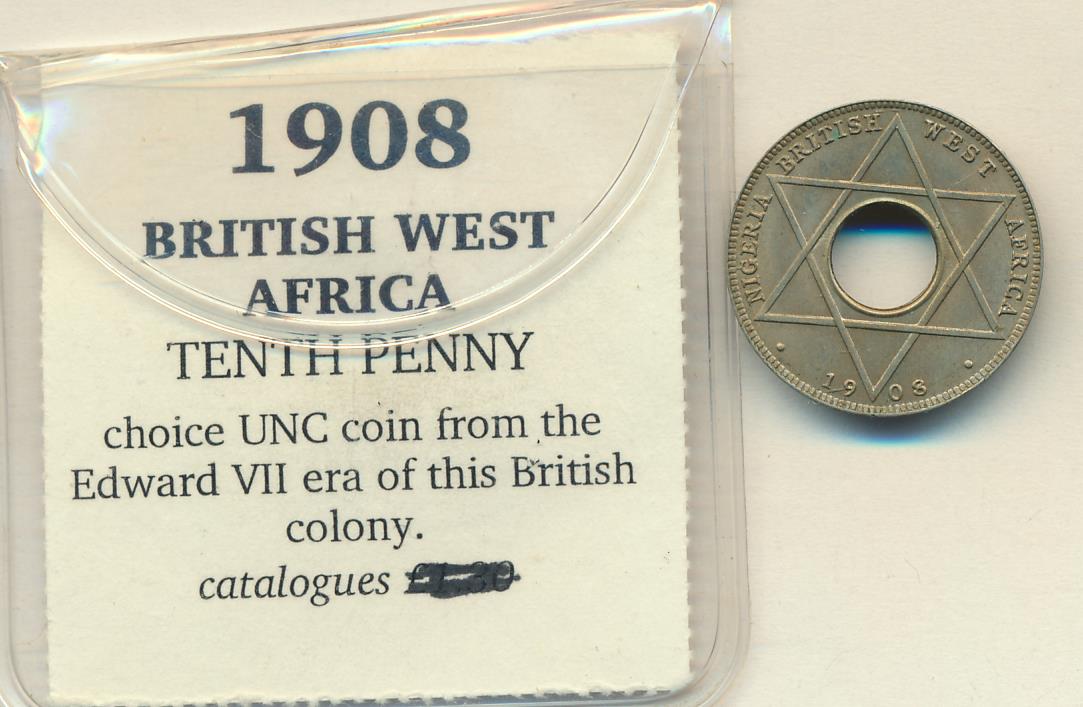 1908
BRITISH WEST
AFRICA
TENTH PENNY
choice UNC coin from the
Edward VII era of this British
colony.
catalogues
NIGERIA BRITISH WEST AFRICA
1908